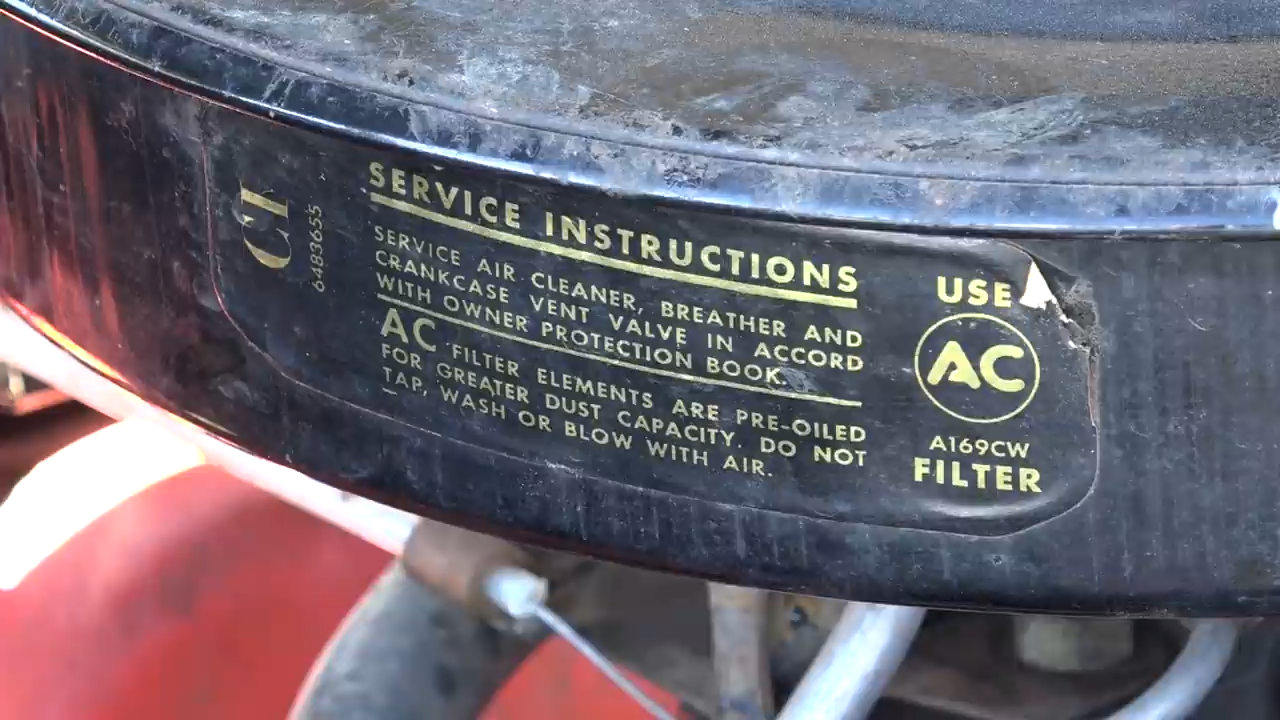 CI
6483655
SERVICE INSTRUCTIONS
SERVICE AIR CLEANER, BREATHER AND
CRANKCASE VENT VALVE IN ACCORD
WITH OWNER PROTECTION BOOK.
AC FILTER ELEMENTS ARE PRE-OILED
FOR GREATER DUST CAPACITY. DO NOT
TAP, WASH OR BLOW WITH AIR.
USE
AC
A169CW
FILTER